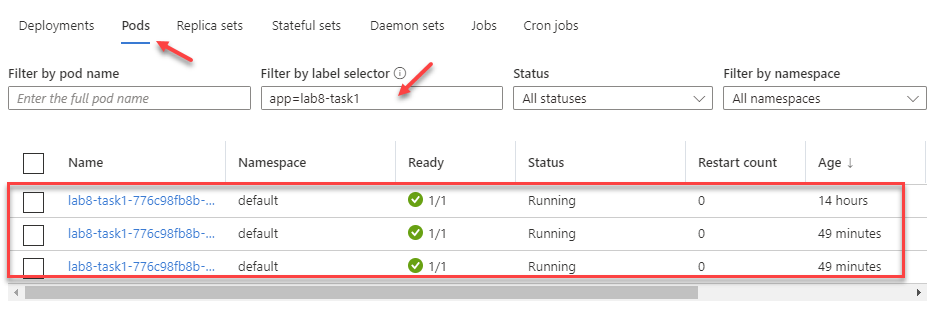 Deployments Pods Replica sets Stateful sets Daemon sets Jobs Cron jobs
Filter by pod name Filter by label selector Status Filter by namespace
Enter the full pod name app=lab8-task1 All statuses All namespaces
Name Namespace Ready Status Restart count Age ↓
lab8-task1-776c98fb8b-... default 1/1 Running 0 14 hours
lab8-task1-776c98fb8b-... default 1/1 Running 0 49 minutes
lab8-task1-776c98fb8b-... default 1/1 Running 0 49 minutes